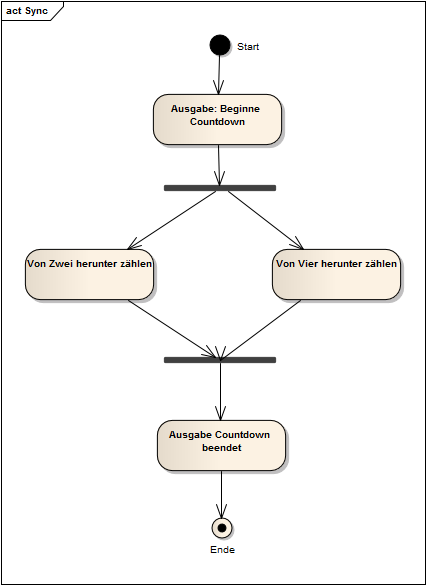 act Sync
Start
Ausgabe: Beginne
Countdown
Von Zwei herunter zählen
Von Vier herunter zählen
Ausgabe Countdown
beendet
Ende